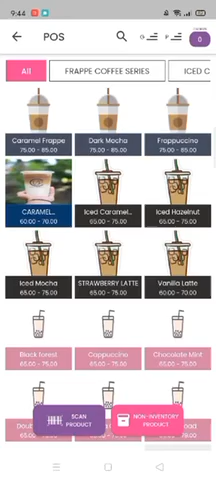 9:44
POS
0
All
FRAPPE COFFEE SERIES
ICED C
Caramel Frappe
75.00 - 85.00
Dark Mocha
75.00 - 85.00
Frappuccino
75.00 - 85.00
CARAMEL...
60.00 - 70.00
Iced Caramel...
65.00 - 75.00
Iced Hazelnut
65.00 - 75.00
Iced Mocha
65.00 - 75.00
STRAWBERRY LATTE
65.00 - 75.00
Vanilla Latte
60.00 - 70.00
Black forest
65.00 - 75.00
Cappuccino
65.00 - 75.00
Chocolate Mint
65.00 - 75.00
SCAN
PRODUCT
NON-INVENTORY
PRODUCT